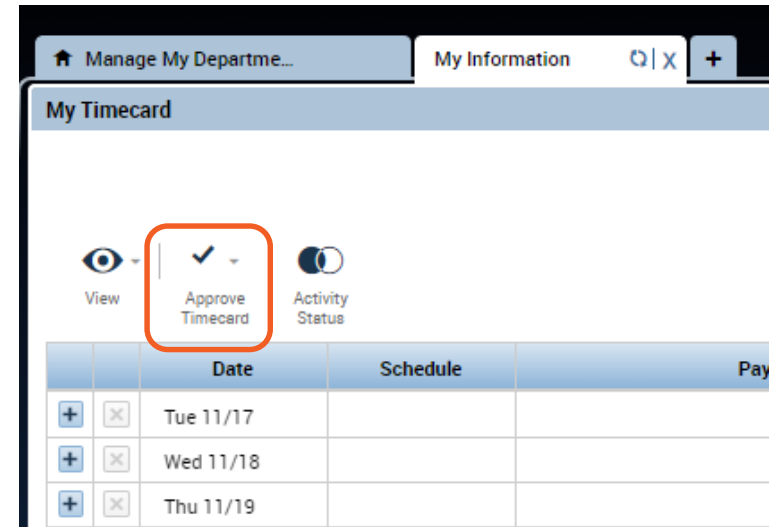 Manage My Departme... My Information X +
My Timecard
View Approve Timecard Activity Status
Date Schedule Pay
Tue 11/17
Wed 11/18
Thu 11/19